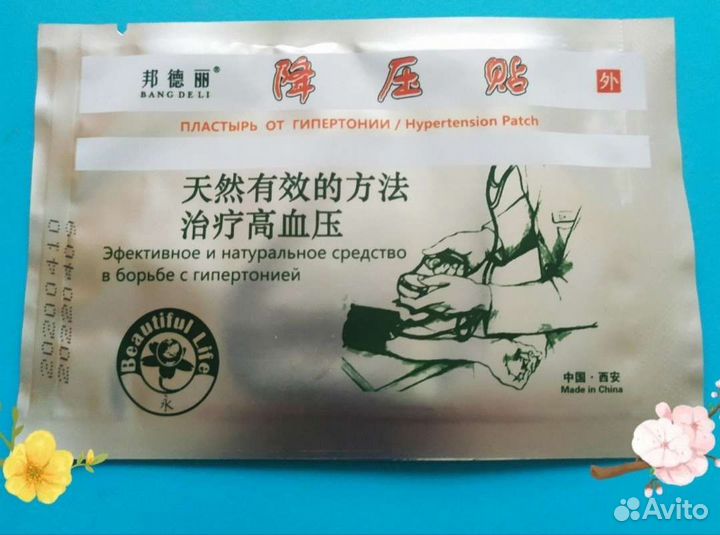 邦德丽®
BANG DE LI
降压贴
外
ПЛАСТЫРЬ ОТ ГИПЕРТОНИИ / Hypertension Patch
天然有效的方法
治疗高血压
Эфективное и натуральное средство
в борьбе с гипертонией
Beautiful Life
永
中国·西安
Made in China
Avito